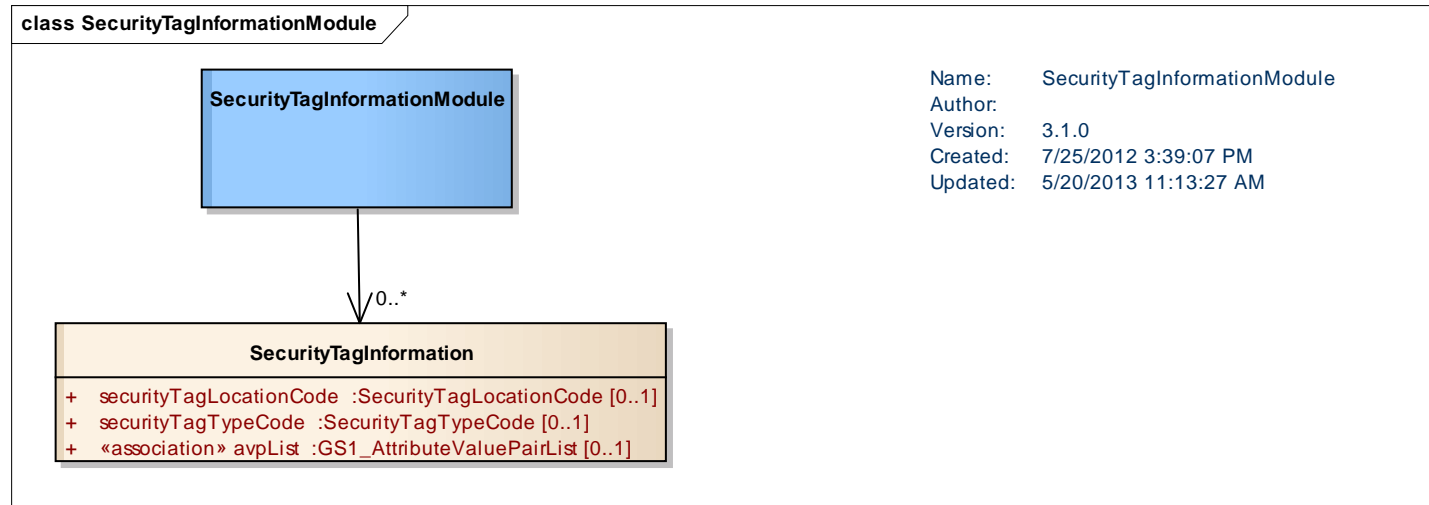 class SecurityTagInformationModule
SecurityTagInformationModule
Name: SecurityTagInformationModule
Author:
Version: 3.1.0
Created: 7/25/2012 3:39:07 PM
Updated: 5/20/2013 11:13:27 AM
0..*
SecurityTagInformation
+ securityTagLocationCode :SecurityTagLocationCode [0..1]
+ securityTagTypeCode :SecurityTagTypeCode [0..1]
+ «association» avpList :GS1_AttributeValuePairList [0..1]